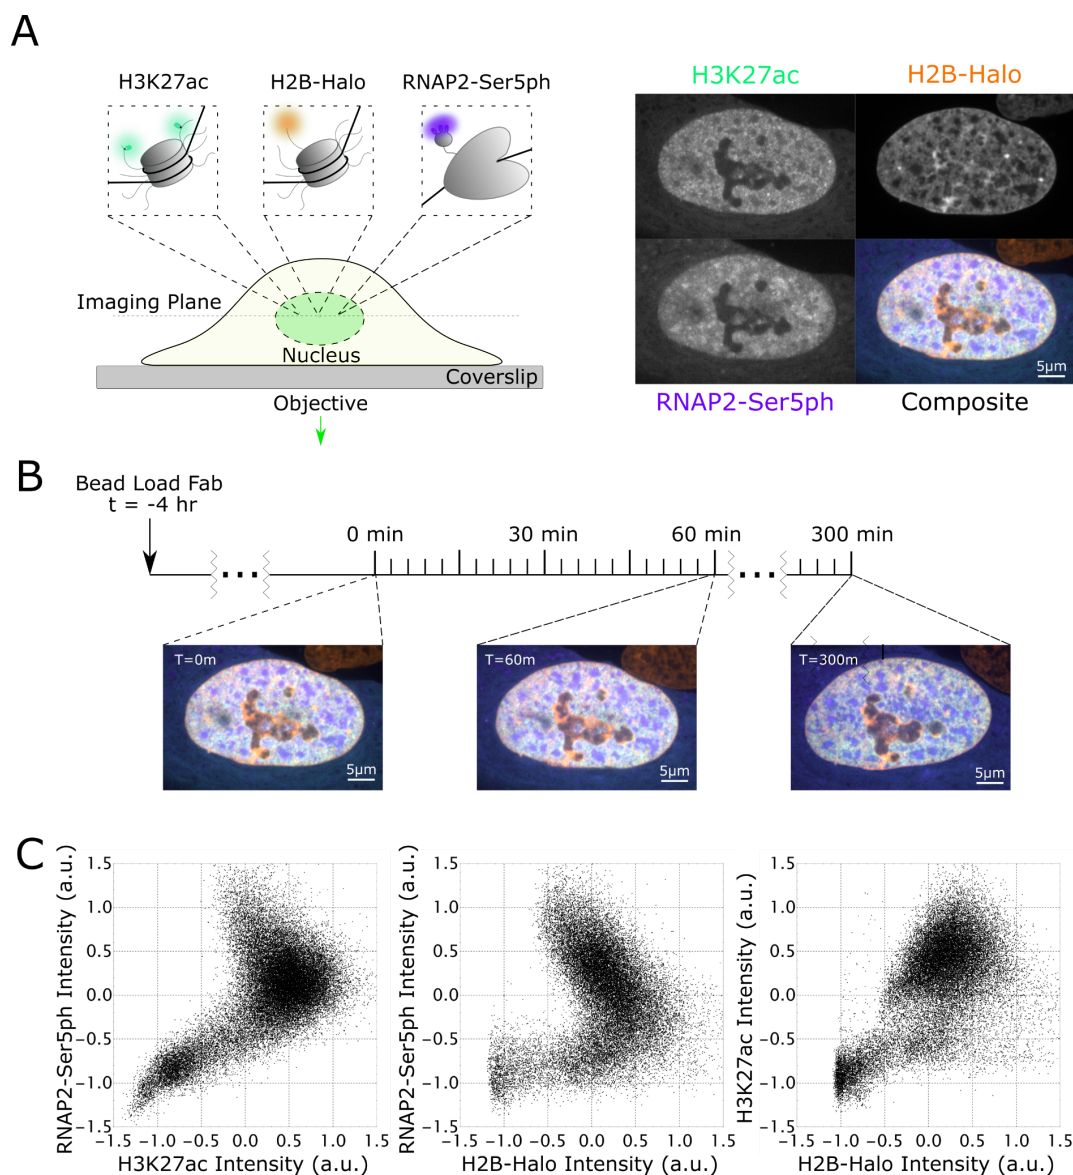 A
H3K27ac
H2B-Halo
RNAP2-Ser5ph
Imaging Plane
Nucleus
Coverslip
Objective
H3K27ac
H2B-Halo
5µm
RNAP2-Ser5ph
Composite
B
Bead Load Fab
t = -4 hr
0 min
30 min
60 min
300 min
T=0m
5µm
T=60m
5µm
T=300m
5µm
C
RNAP2-Ser5ph Intensity (a.u.)
1.5
1.0
0.5
0.0
−0.5
−1.0
−1.5
−1.5 −1.0 −0.5 0.0 0.5 1.0 1.5
H3K27ac Intensity (a.u.)
RNAP2-Ser5ph Intensity (a.u.)
1.5
1.0
0.5
0.0
−0.5
−1.0
−1.5
−1.5 −1.0 −0.5 0.0 0.5 1.0 1.5
H2B-Halo Intensity (a.u.)
H3K27ac Intensity (a.u.)
1.5
1.0
0.5
0.0
−0.5
−1.0
−1.5
−1.5 −1.0 −0.5 0.0 0.5 1.0 1.5
H2B-Halo Intensity (a.u.)